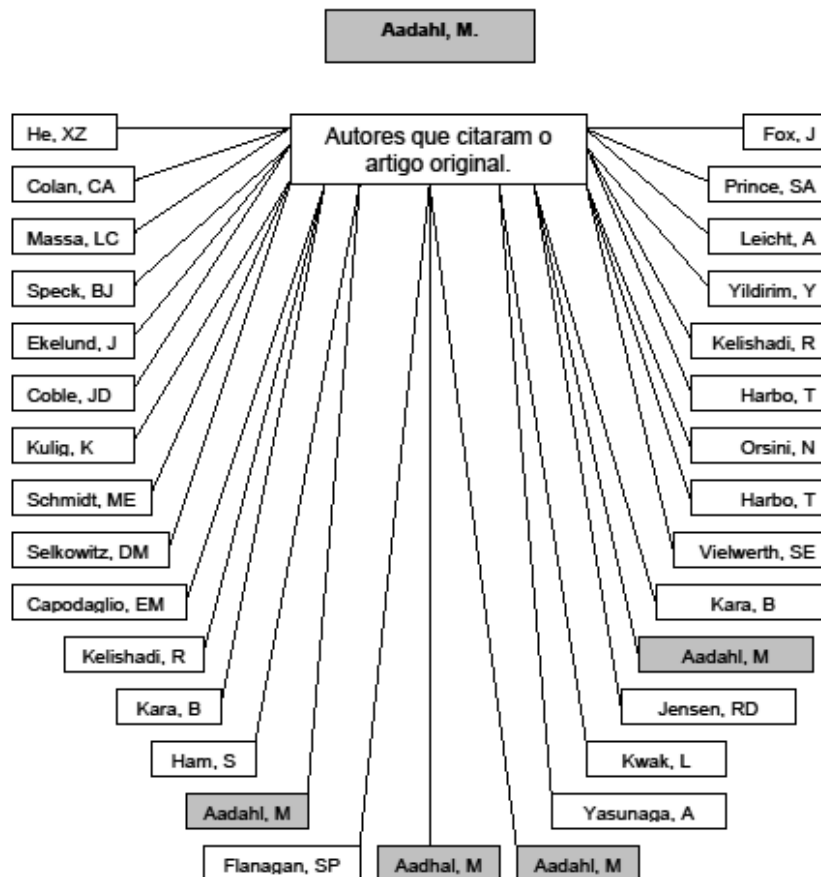 Aadahl, M.
Autores que citaram o
artigo original.
He, XZ
Fox, J
Colan, CA
Prince, SA
Massa, LC
Leicht, A
Speck, BJ
Yildirim, Y
Ekelund, J
Kelishadi, R
Coble, JD
Harbo, T
Kulig, K
Orsini, N
Schmidt, ME
Harbo, T
Selkowitz, DM
Vielwerth, SE
Capodaglio, EM
Kara, B
Kelishadi, R
Aadahl, M
Kara, B
Jensen, RD
Ham, S
Kwak, L
Aadahl, M
Yasunaga, A
Flanagan, SP
Aadhal, M
Aadahl, M